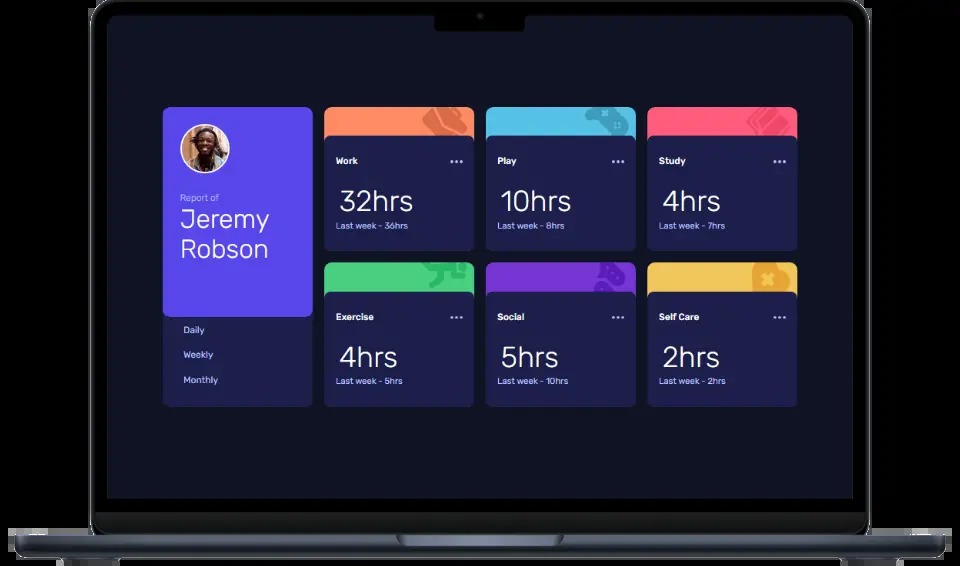 Report of
Jeremy
Robson
Daily
Weekly
Monthly
Work
32hrs
Last week - 36hrs
Play
10hrs
Last week - 8hrs
Study
4hrs
Last week - 7hrs
Exercise
4hrs
Last week - 5hrs
Social
5hrs
Last week - 10hrs
Self Care
2hrs
Last week - 2hrs